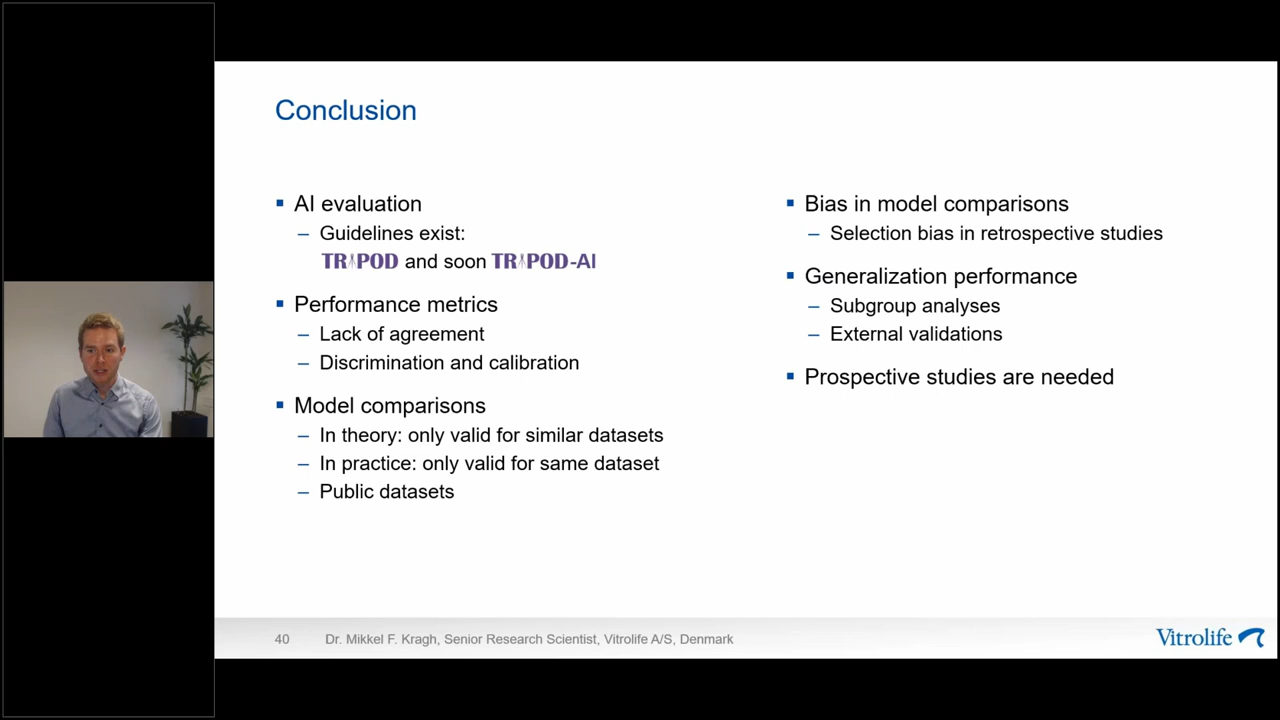 Conclusion
AI evaluation
– Guidelines exist:
TRIPOD and soon TRIPOD-AI
Performance metrics
– Lack of agreement
– Discrimination and calibration
Model comparisons
– In theory: only valid for similar datasets
– In practice: only valid for same dataset
– Public datasets
Bias in model comparisons
– Selection bias in retrospective studies
Generalization performance
– Subgroup analyses
– External validations
Prospective studies are needed
40 Dr. Mikkel F. Kragh, Senior Research Scientist, Vitrolife A/S, Denmark
Vitrolife